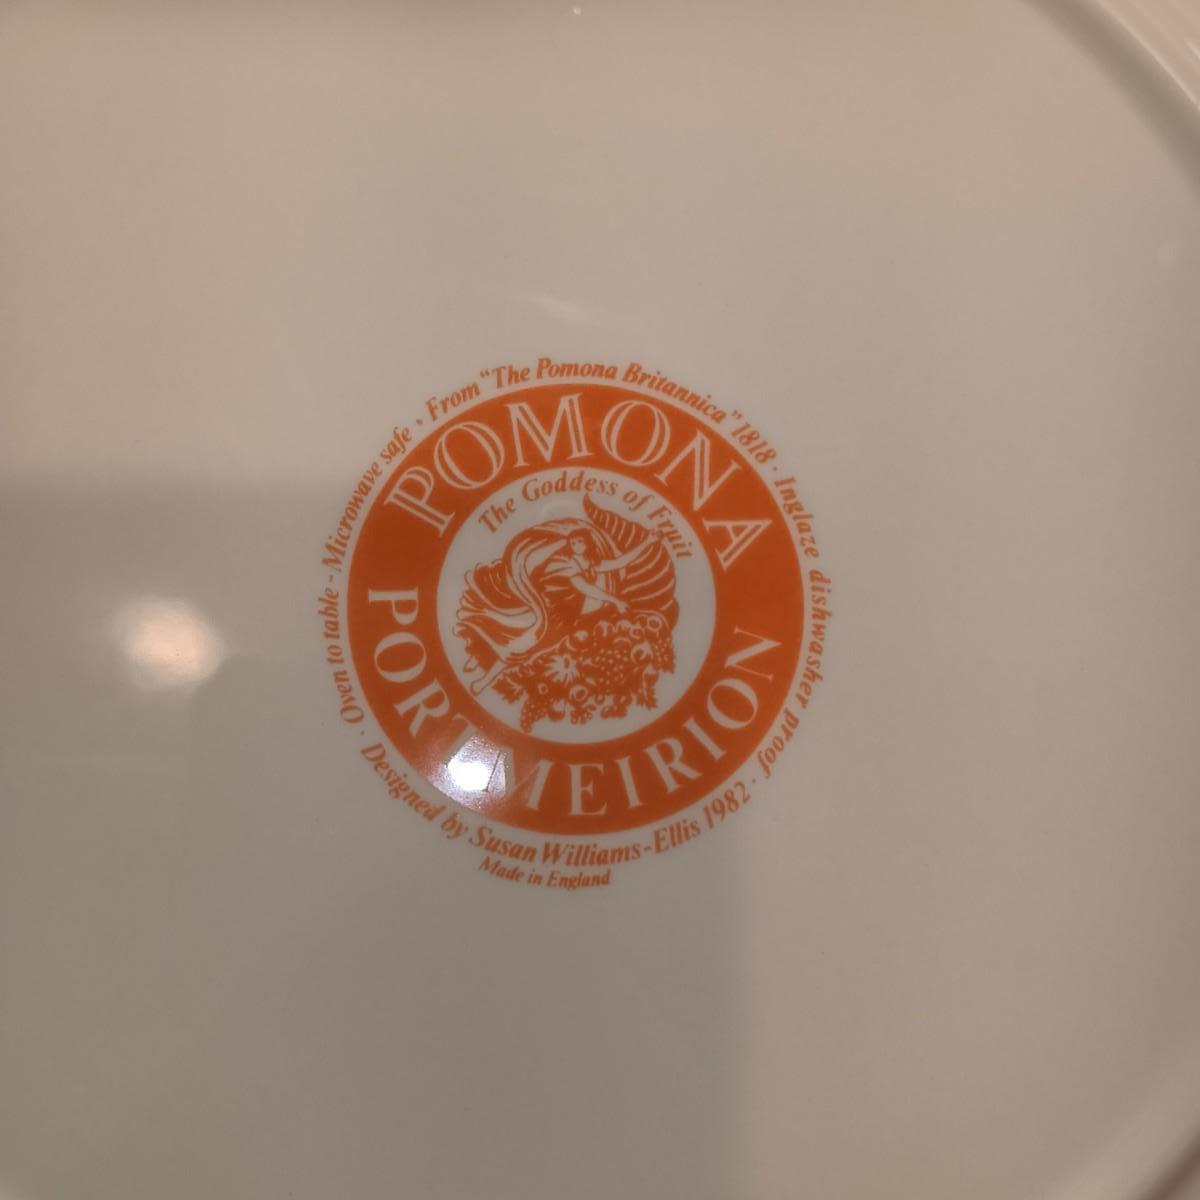 From "The Pomona Britannica" 1818 · Inglaze dishwasher proof ·
Designed by Susan Williams-Ellis 1982 ·
Oven to table - Microwave safe ·
POMONA
The Goddess of Fruit
PORTMEIRION
Made in England